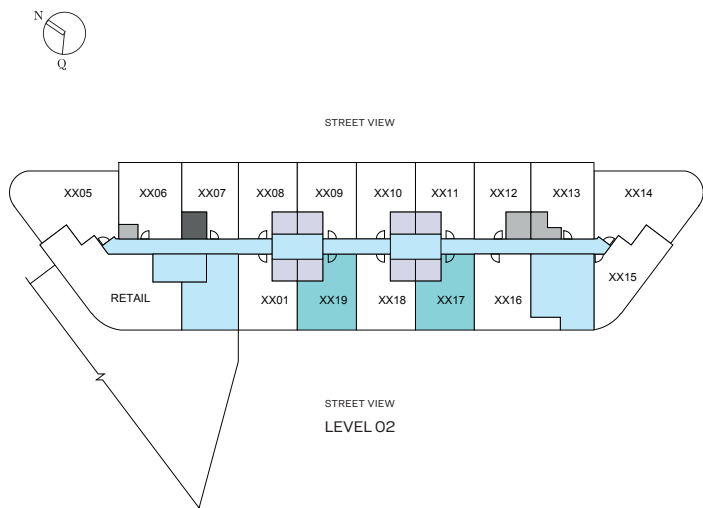 N
Q
STREET VIEW
XX05
XX06
XX07
XX08
XX09
XX10
XX11
XX12
XX13
XX14
RETAIL
XX01
XX19
XX18
XX17
XX16
XX15
STREET VIEW
LEVEL 02